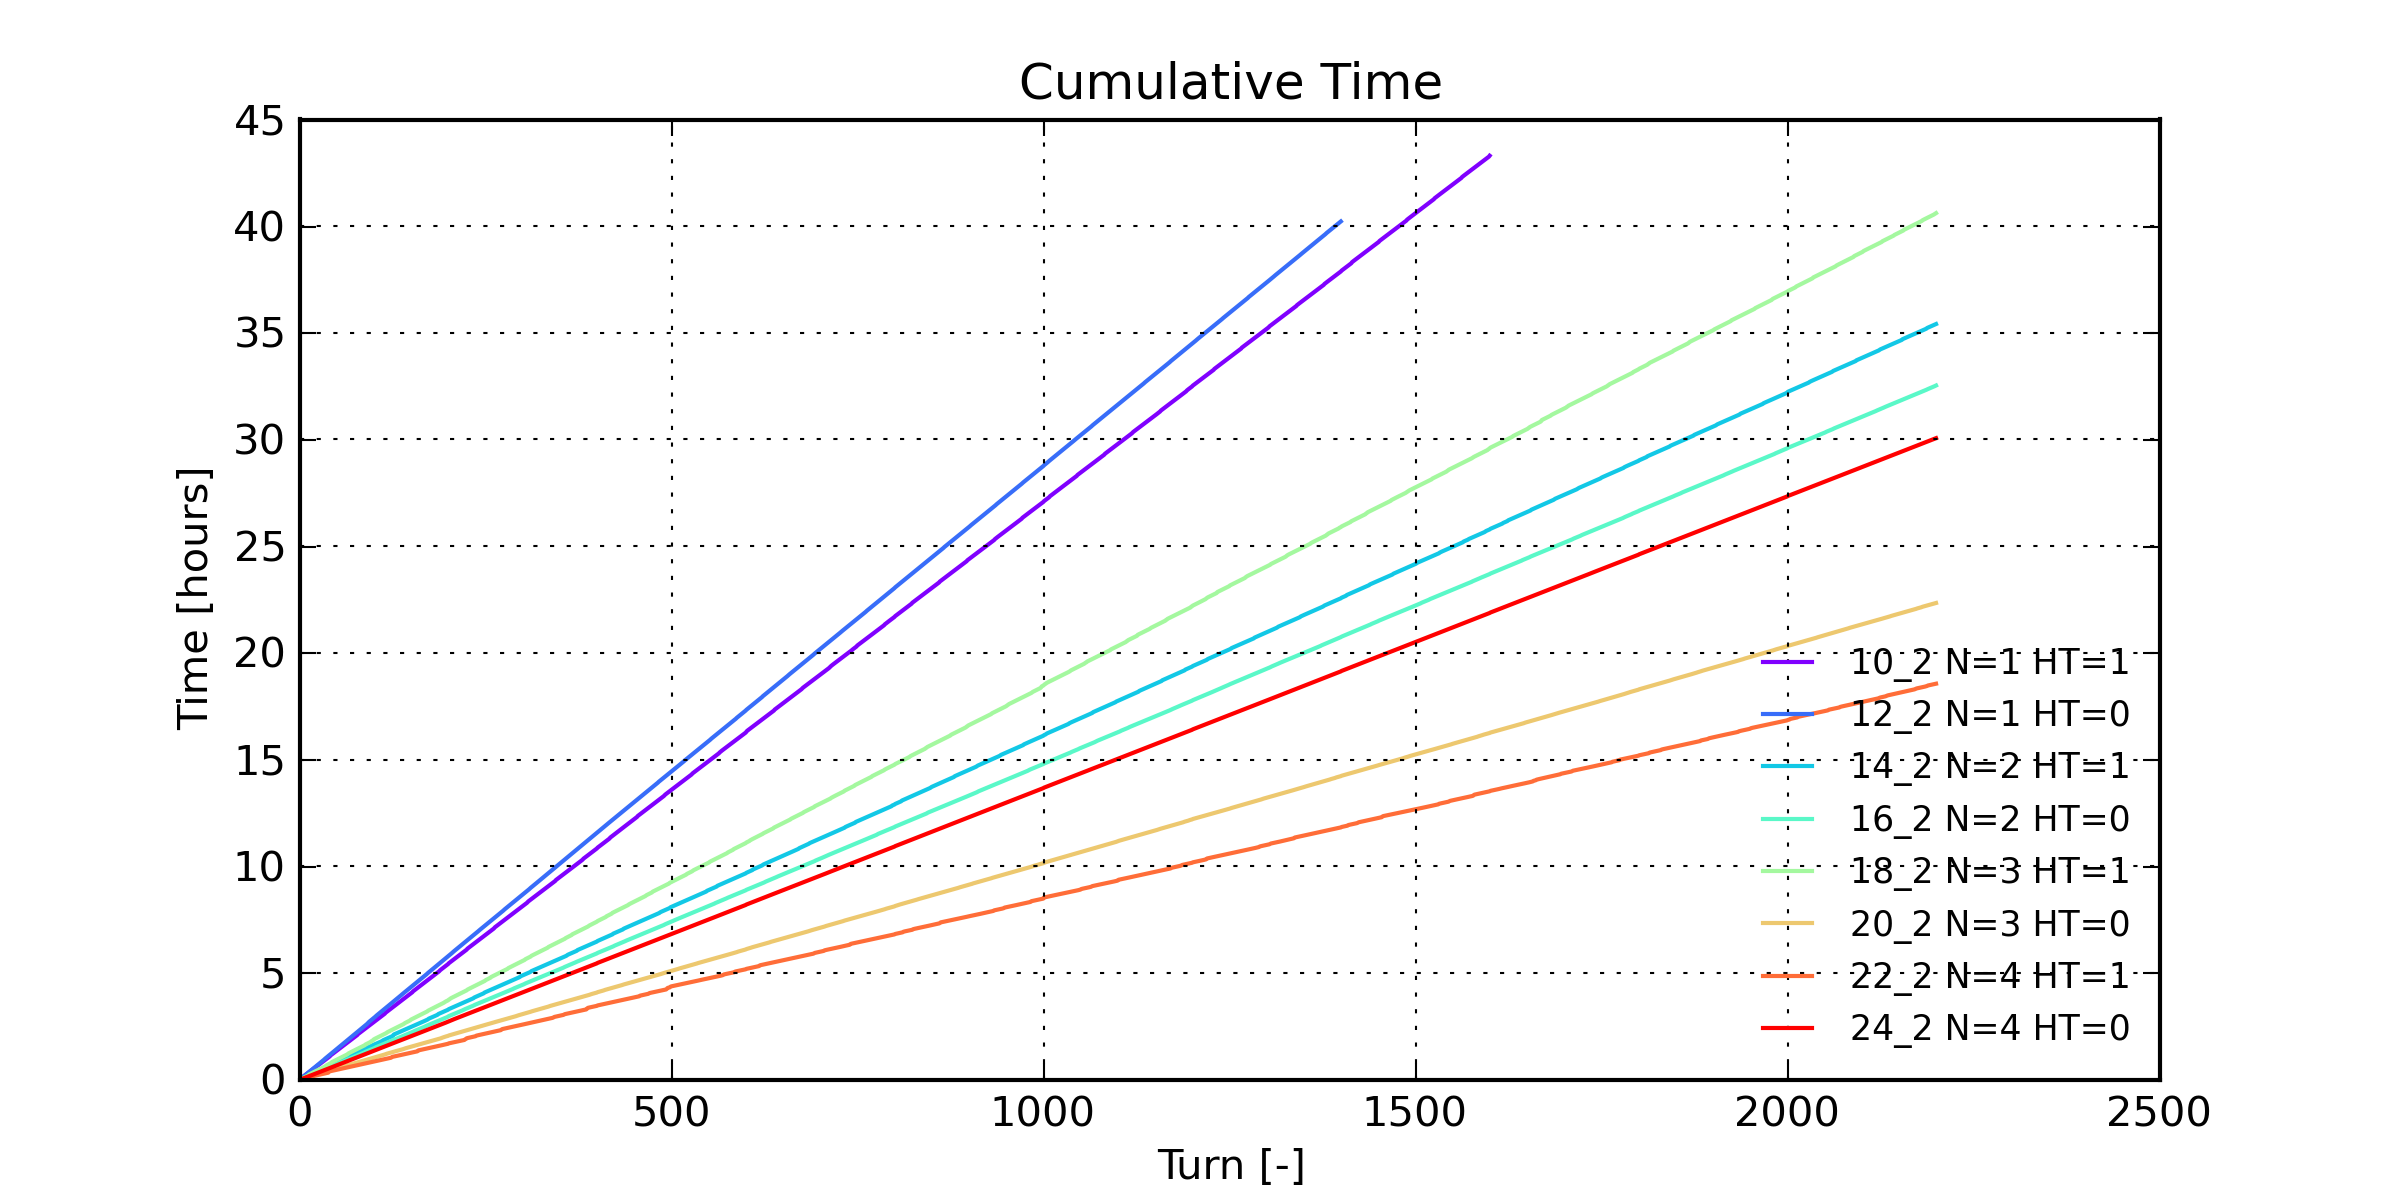 Cumulative Time
45
40
35
30
25
20
15
10
5
0
Time [hours]
10_2 N=1 HT=1
12_2 N=1 HT=0
14_2 N=2 HT=1
16_2 N=2 HT=0
18_2 N=3 HT=1
20_2 N=3 HT=0
22_2 N=4 HT=1
24_2 N=4 HT=0
0 500 1000 1500 2000 2500
Turn [-]